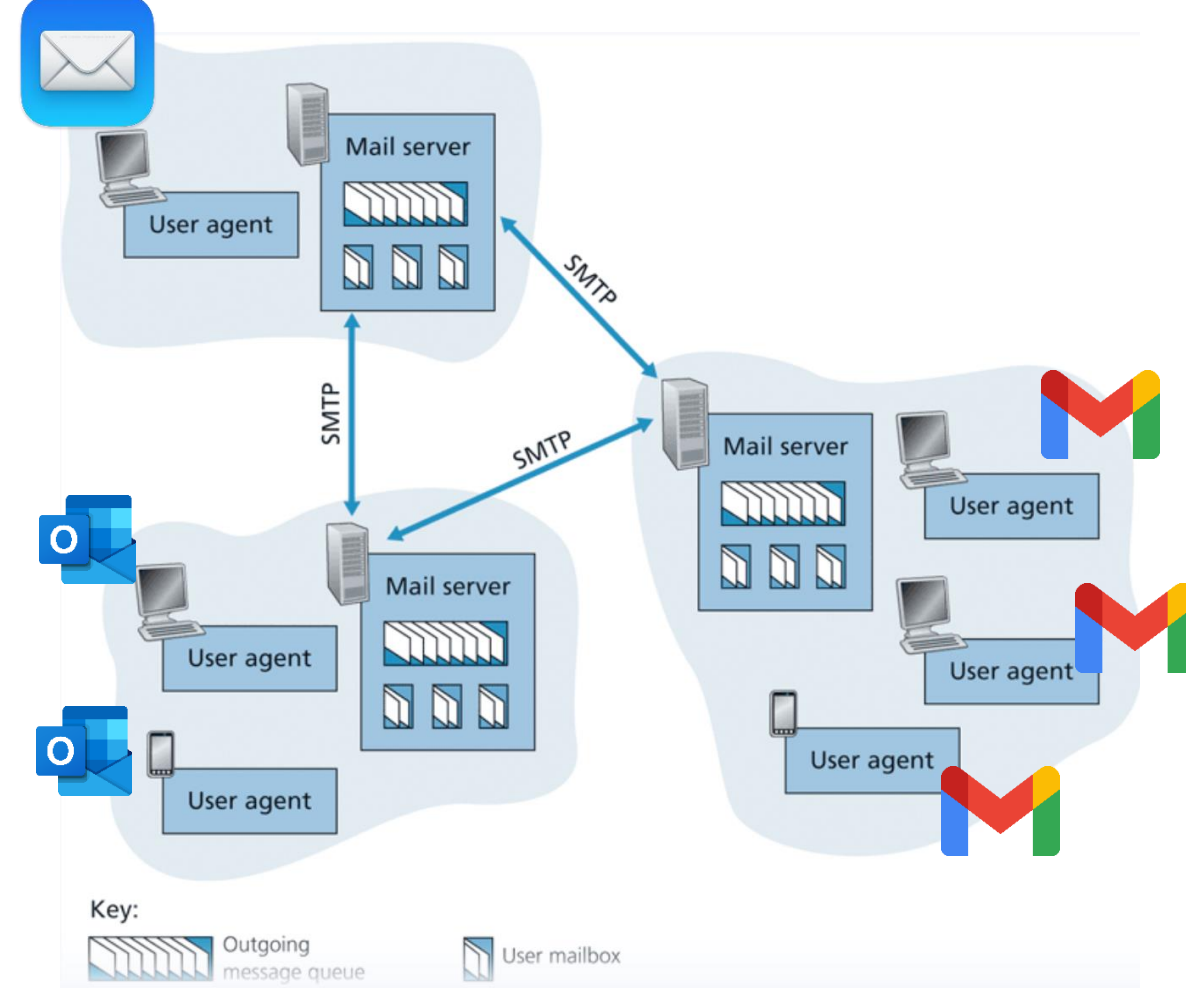 Mail server
User agent
SMTP
SMTP
SMTP
Mail server
User agent
Mail server
User agent
User agent
User agent
User agent
O
O
Key:
Outgoing
message queue
User mailbox